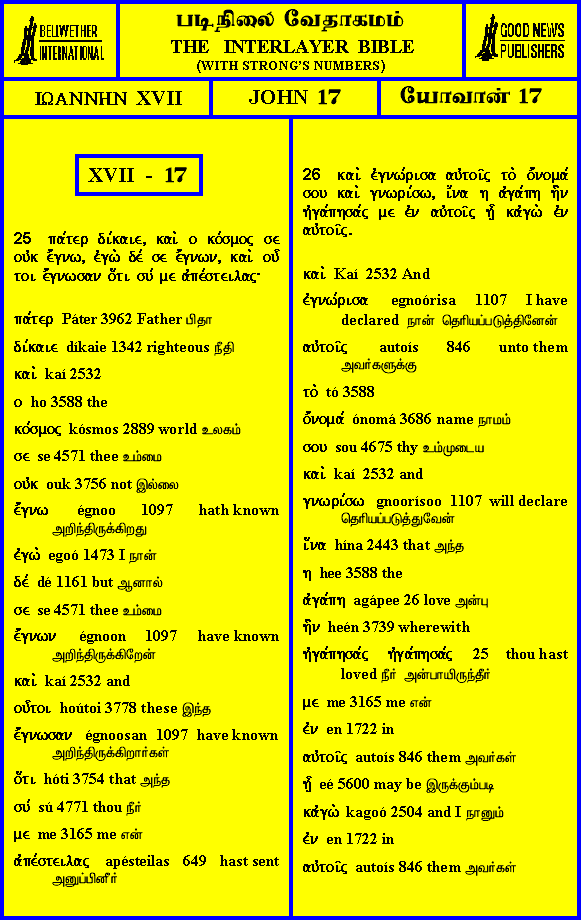 BELLWETHER
INTERNATIONAL
படிநிலை வேதாகமம்
THE INTERLAYER BIBLE
(WITH STRONG'S NUMBERS)
GOOD NEWS
PUBLISHERS
ΙΩΑΝΝΗΝ XVII
JOHN 17
யோவான் 17
XVII - 17
25 πάτερ δίκαιε, καὶ ο κόσμος σε
οὐκ ἔγνω, ἐγὼ δέ σε ἔγνων, καὶ οὗ
τοι ἔγνωσαν ὅτι σύ με ἀπέστειλας·
πάτερ Páter 3962 Father பிதா
δίκαιε díkaie 1342 righteous நீதி
καὶ kaí 2532
ο ho 3588 the
κόσμος kósmos 2889 world உலகம்
σε se 4571 thee உம்மை
οὐκ ouk 3756 not இல்லை
ἔγνω égnoo 1097 hath known
அறிந்திருக்கிறது
ἐγὼ egoó 1473 I நான்
δέ dé 1161 but ஆனால்
σε se 4571 thee உம்மை
ἔγνων égnoon 1097 have known
அறிந்திருக்கிறேன்
καὶ kaí 2532 and
οὗτοι hoútoi 3778 these இந்த
ἔγνωσαν égnoosan 1097 have known
அறிந்திருக்கிறார்கள்
ὅτι hóti 3754 that அந்த
σύ sú 4771 thou நீர்
με me 3165 me என்
ἀπέστειλας apésteilas 649 hast sent
அனுப்பினீர்
26 καὶ ἐγνώρισα αὐτοῖς τὸ ὄνομα
σου καὶ γνωρίσω, ἵνα η ἀγάπη ἣν
ἠγάπησάς με ἐν αὐτοῖς ᾖ κἀγὼ ἐν
αὐτοῖς.
καὶ Kaí 2532 And
ἐγνώρισα egnoórisa 1107 I have
declared நான் தெரியப்படுத்தினேன்
αὐτοῖς autoís 846 unto them
அவர்களுக்கு
τὸ tó 3588
ὄνομά ónomá 3686 name நாமம்
σου sou 4675 thy உம்முடைய
καὶ kaí 2532 and
γνωρίσω gnoorísoo 1107 will declare
தெரியப்படுத்துவேன்
ἵνα hína 2443 that அந்த
η hee 3588 the
ἀγάπη agápee 26 love அன்பு
ἣν heén 3739 wherewith
ἠγάπησάς ἠγάπησάς 25 thou hast
loved நீர் அன்பாயிருந்தீர்
με me 3165 me என்
ἐν en 1722 in
αὐτοῖς autoís 846 them அவர்கள்
ᾖ eé 5600 may be இருக்கும்படி
κἀγὼ kagoó 2504 and I நானும்
ἐν en 1722 in
αὐτοῖς autoís 846 them அவர்கள்